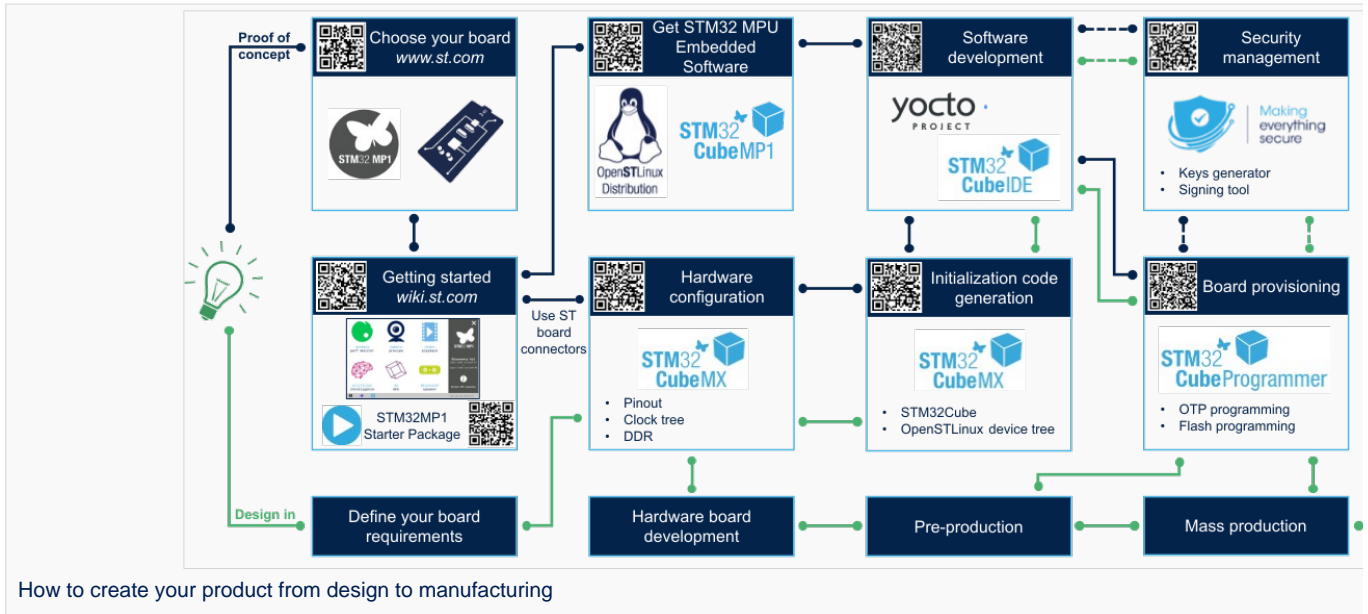 Proof of
concept
Choose your board
www.st.com
STM32 MP1
Get STM32 MPU
Embedded
Software
OpenSTLinux
Distribution
STM32
CubeMP1
Software
development
yocto
PROJECT
STM32
CubeIDE
Security
management
Making
everything
secure
• Keys generator
• Signing tool
Getting started
wiki.st.com
STM32MP1
Starter Package
Use ST
board
connectors
Hardware
configuration
STM32
CubeMX
• Pinout
• Clock tree
• DDR
Initialization code
generation
STM32
CubeMX
• STM32Cube
• OpenSTLinux device tree
Board provisioning
STM32
CubeProgrammer
• OTP programming
• Flash programming
Design in
Define your board
requirements
Hardware board
development
Pre-production
Mass production
How to create your product from design to manufacturing